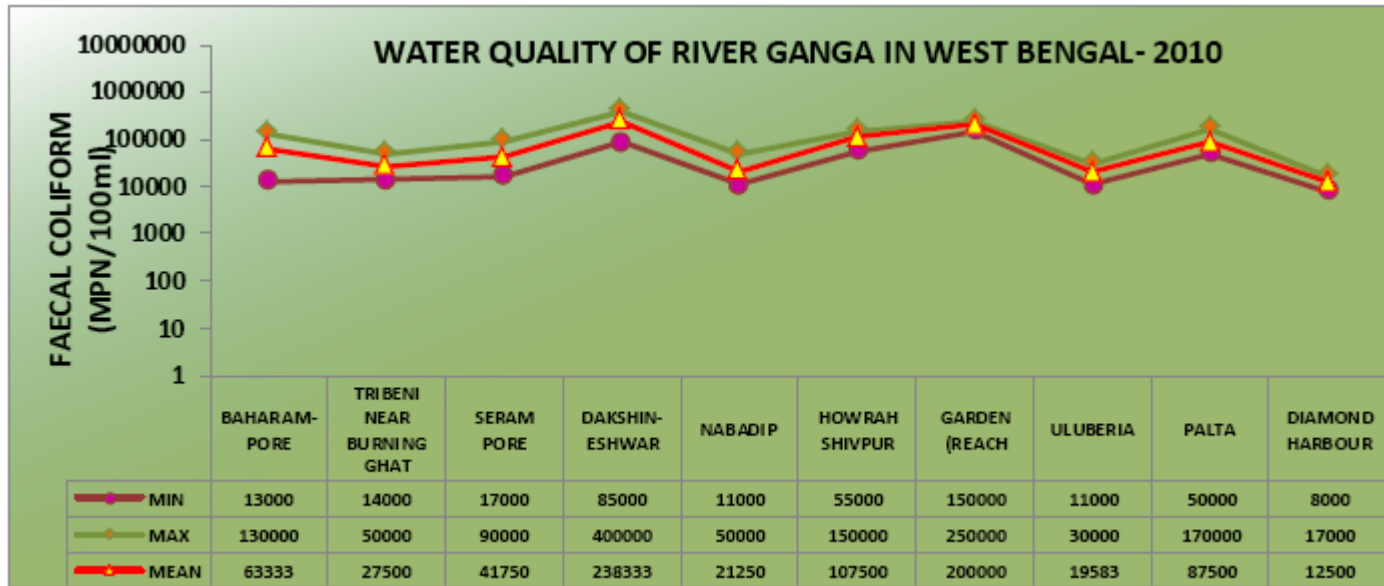 WATER QUALITY OF RIVER GANGA IN WEST BENGAL- 2010
FAECAL COLIFORM
(MPN/100ml)
10000000
1000000
100000
10000
1000
100
10
1
BAHARAM-
PORE
TRIBENI
NEAR
BURNING
GHAT
SERAM
PORE
DAKSHIN-
ESHWAR
NABADIP
HOWRAH
SHIVPUR
GARDEN
(REACH
ULUBERIA
PALTA
DIAMOND
HARBOUR
MIN 13000 14000 17000 85000 11000 55000 150000 11000 50000 8000
MAX 130000 50000 90000 400000 50000 150000 250000 30000 170000 17000
MEAN 63333 27500 41750 238333 21250 107500 200000 19583 87500 12500